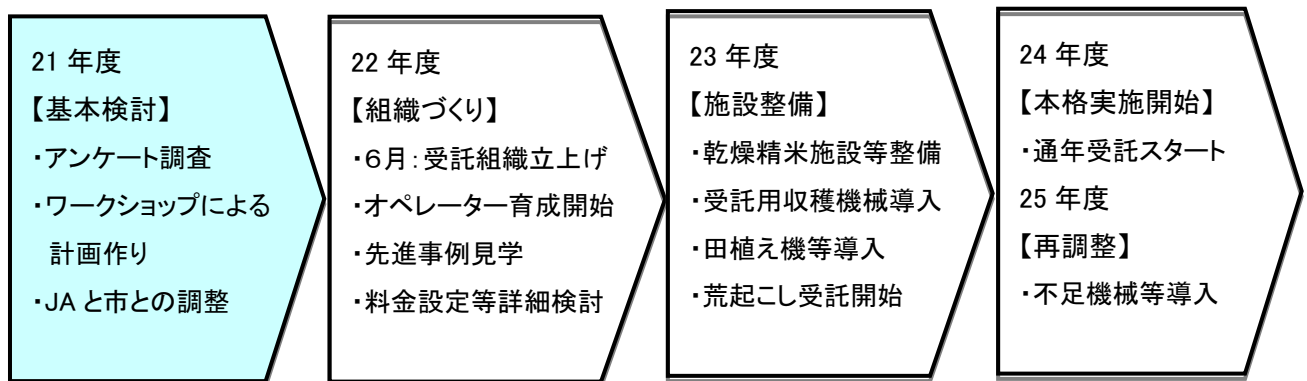 21 年度
【基本検討】
・アンケート調査
・ワークショップによる
計画作り
・JA と市との調整
22 年度
【組織づくり】
・６月：受託組織立上げ
・オペレーター育成開始
・先進事例見学
・料金設定等詳細検討
23 年度
【施設整備】
・乾燥精米施設等整備
・受託用収穫機械導入
・田植え機等導入
・荒起こし受託開始
24 年度
【本格実施開始】
・通年受託スタート
25 年度
【再調整】
・不足機械等導入